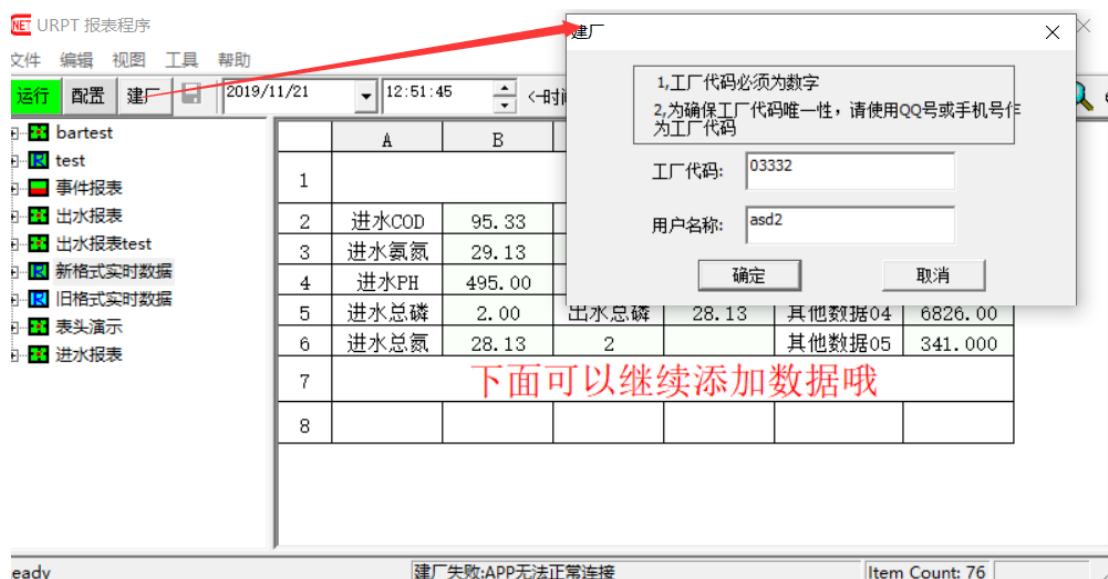 NET URPT 报表程序
文件 编辑 视图 工具 帮助
运行 配置 建厂 2019/11/21 12:51:45 <-时间
bartest
test
事件报表
出水报表
出水报表test
新格式实时数据
旧格式实时数据
表头演示
进水报表
A B
1
2 进水COD 95.33
3 进水氨氮 29.13
4 进水PH 495.00
5 进水总磷 2.00 出水总磷 28.13 其他数据04 6826.00
6 进水总氮 28.13 2 其他数据05 341.000
7 下面可以继续添加数据哦
8
建厂
1,工厂代码必须为数字
2,为确保工厂代码唯一性，请使用QQ号或手机号作
为工厂代码
工厂代码: 03332
用户名称: asd2
确定 取消
eady 建厂失败:APP无法正常连接 Item Count: 76